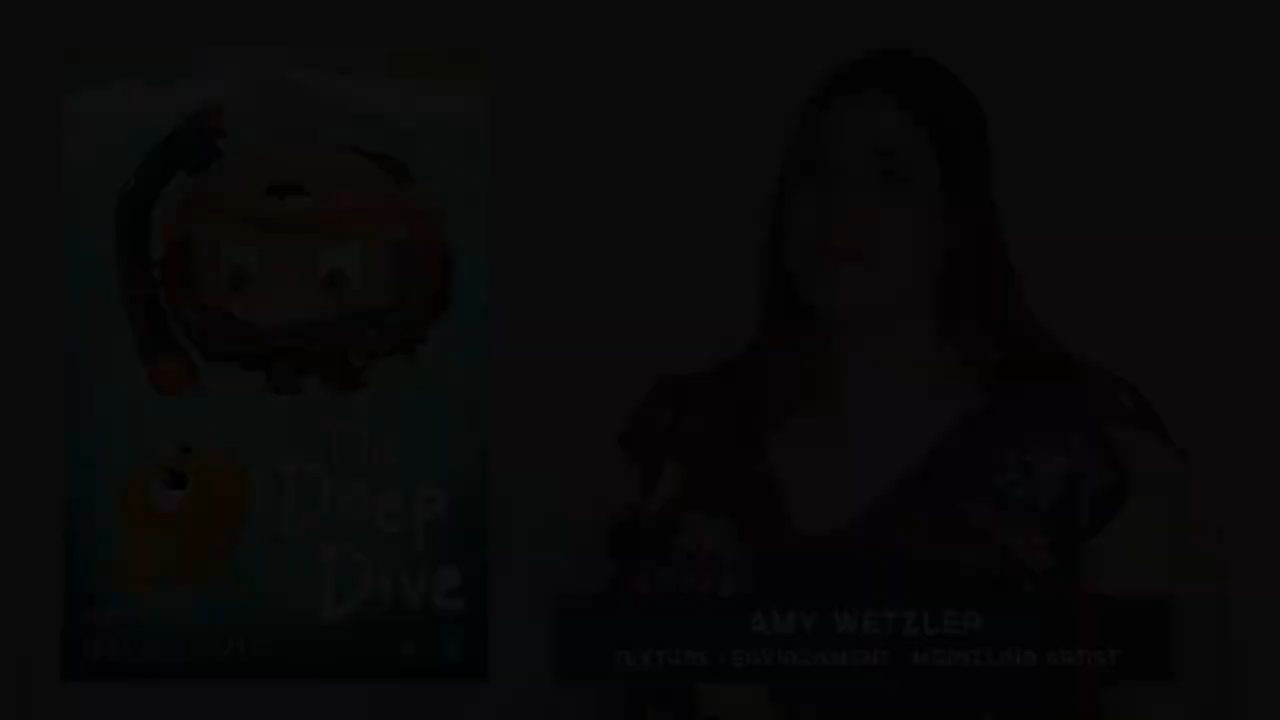 The
Deep
Dive
AMY WETZLER
TEXTURE · ENVIRONMENT · MODELING ARTIST